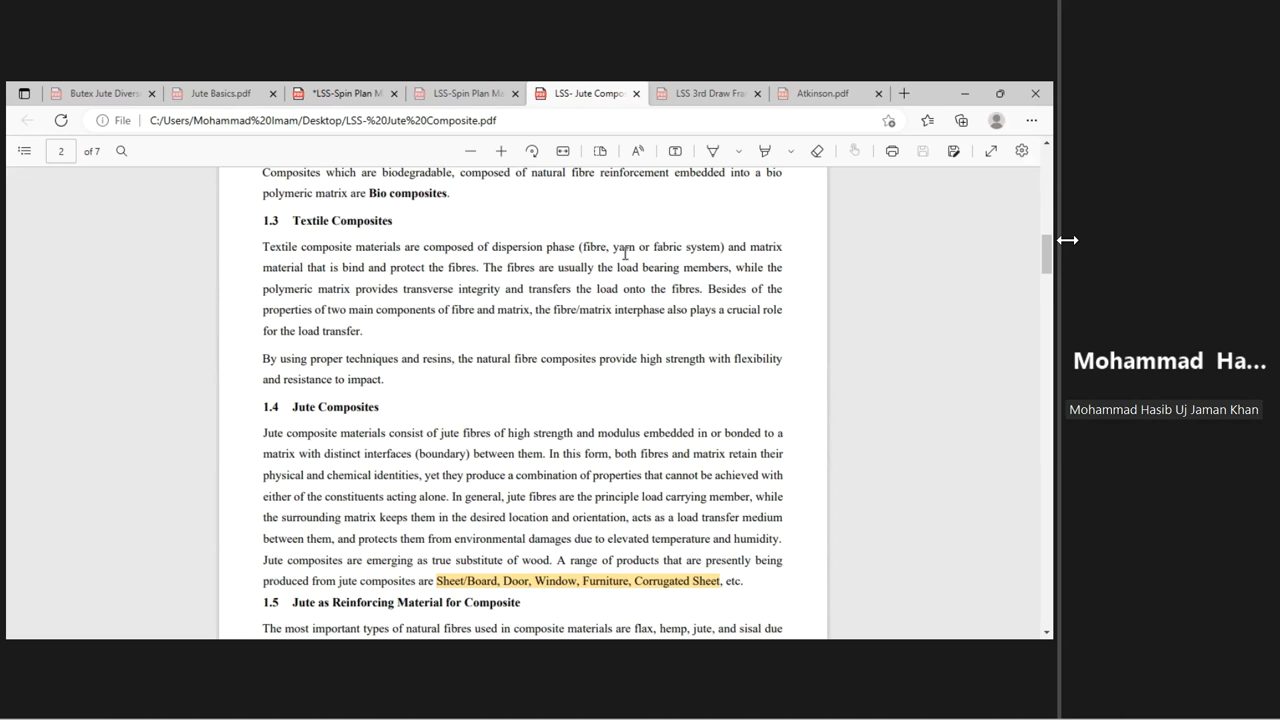 Butex Jute Divers
Jute Basics.pdf
*LSS-Spin Plan M
LSS-Spin Plan Ma
LSS- Jute Compo
LSS 3rd Draw Fra
Atkinson.pdf
File
C:/Users/Mohammad%20Imam/Desktop/LSS-%20Jute%20Composite.pdf
2 of 7
Composites which are biodegradable, composed of natural fibre reinforcement embedded into a bio
polymeric matrix are Bio composites.
1.3 Textile Composites
Textile composite materials are composed of dispersion phase (fibre, yarn or fabric system) and matrix
material that is bind and protect the fibres. The fibres are usually the load bearing members, while the
polymeric matrix provides transverse integrity and transfers the load onto the fibres. Besides of the
properties of two main components of fibre and matrix, the fibre/matrix interphase also plays a crucial role
for the load transfer.
By using proper techniques and resins, the natural fibre composites provide high strength with flexibility
and resistance to impact.
1.4 Jute Composites
Jute composite materials consist of jute fibres of high strength and modulus embedded in or bonded to a
matrix with distinct interfaces (boundary) between them. In this form, both fibres and matrix retain their
physical and chemical identities, yet they produce a combination of properties that cannot be achieved with
either of the constituents acting alone. In general, jute fibres are the principle load carrying member, while
the surrounding matrix keeps them in the desired location and orientation, acts as a load transfer medium
between them, and protects them from environmental damages due to elevated temperature and humidity.
Jute composites are emerging as true substitute of wood. A range of products that are presently being
produced from jute composites are Sheet/Board, Door, Window, Furniture, Corrugated Sheet, etc.
1.5 Jute as Reinforcing Material for Composite
The most important types of natural fibres used in composite materials are flax, hemp, jute, and sisal due
Mohammad Ha...
Mohammad Hasib Uj Jaman Khan